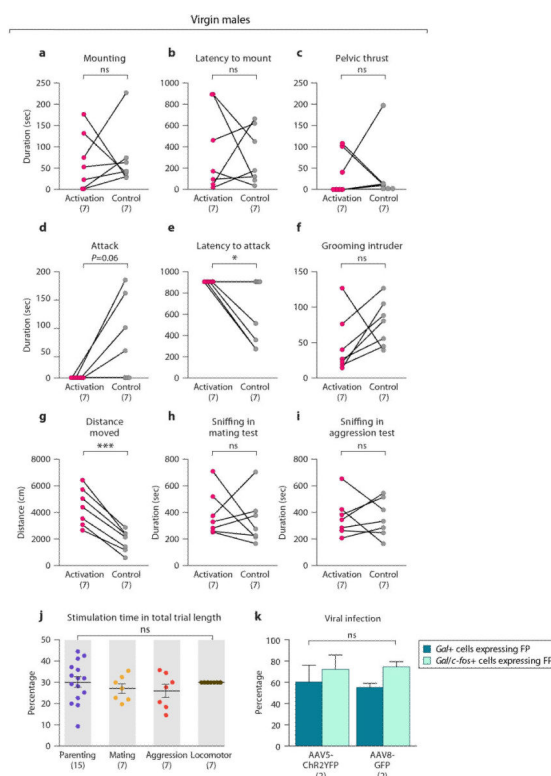 Virgin males
a
Mounting
ns
Duration (sec)
250
200
150
100
50
0
Activation
(7)
Control
(7)
b
Latency to mount
ns
1000
800
600
400
200
0
Activation
(7)
Control
(7)
c
Pelvic thrust
ns
250
200
150
100
50
0
Activation
(7)
Control
(7)
d
Attack
P=0.06
Duration (sec)
200
150
100
50
0
Activation
(7)
Control
(7)
e
Latency to attack
*
1000
800
600
400
200
0
Activation
(7)
Control
(7)
f
Grooming intruder
ns
150
100
50
0
Activation
(7)
Control
(7)
g
Distance
moved
***
Distance (cm)
8000
6000
4000
2000
0
Activation
(7)
Control
(7)
h
Sniffing in
mating test
ns
Duration (sec)
1000
800
600
400
200
0
Activation
(7)
Control
(7)
i
Sniffing in
aggression test
ns
Duration (sec)
1000
800
600
400
200
0
Activation
(7)
Control
(7)
j
Stimulation time in total trial length
ns
Percentage
50
40
30
20
10
0
Parenting
(15)
Mating
(7)
Aggression
(7)
Locomotor
(7)
k
Viral infection
ns
Percentage
100
80
60
40
20
0
AAV5-
ChR2YFP
AAV8-
GFP
Gal+ cells expressing FP
Gal/c-fos+ cells expressing FP